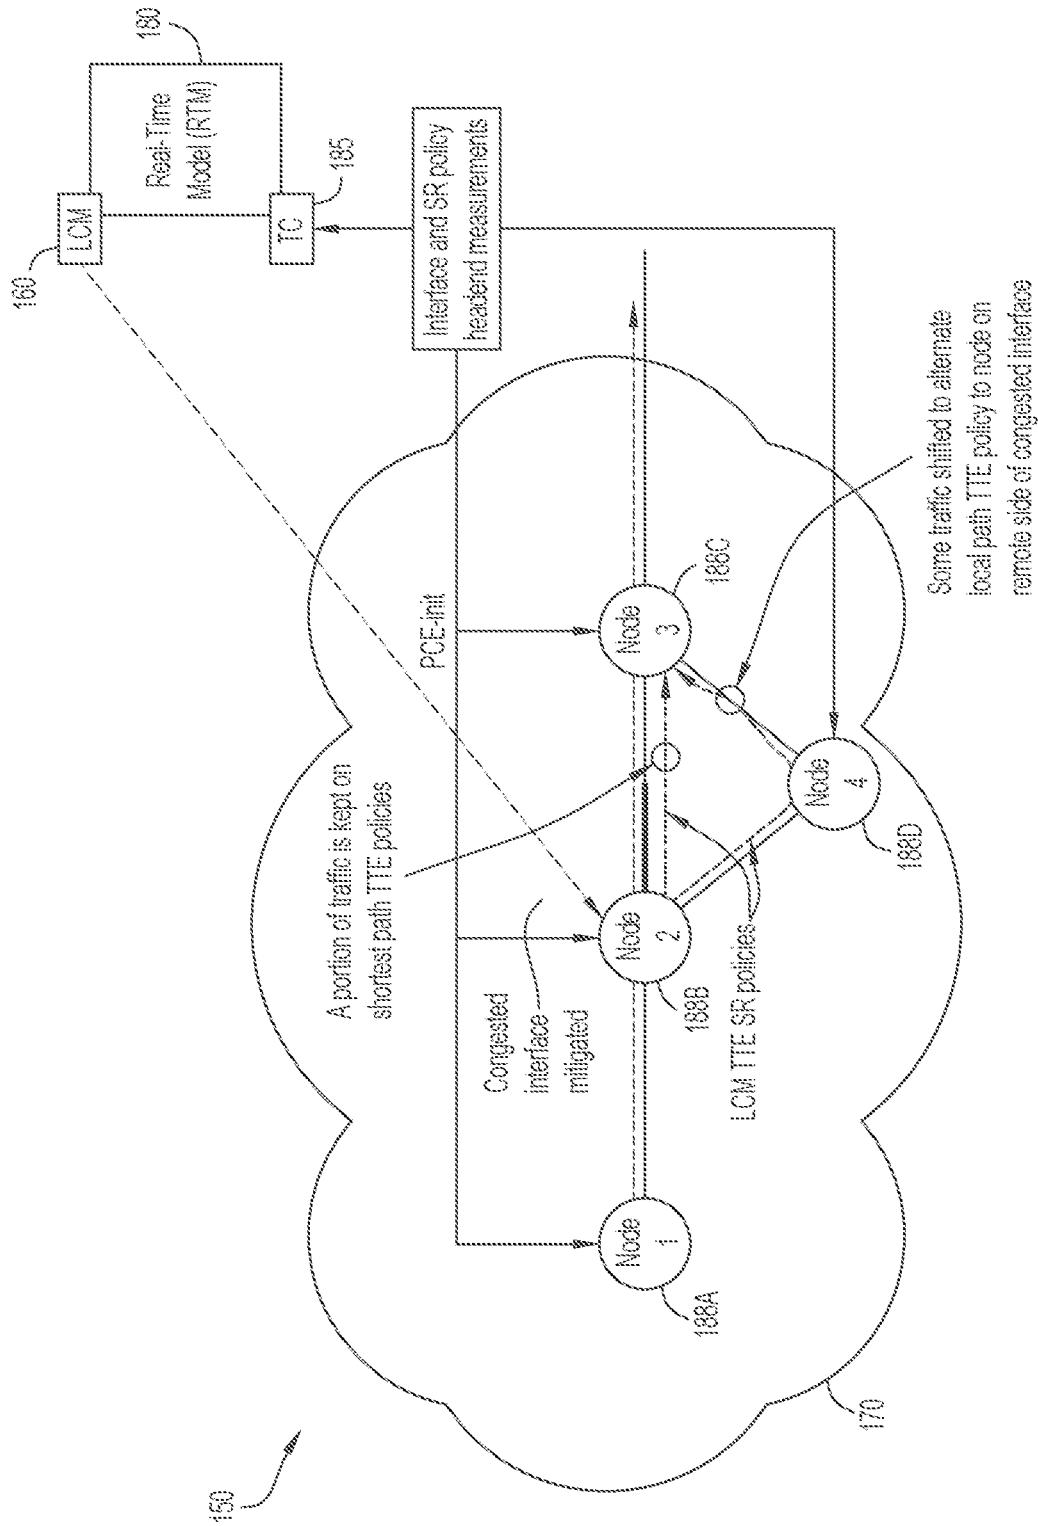 150
170
160
LCM
Real-Time
Model (RTM)
180
TC
185
Interface and SR policy
headend measurements
PCE-init
A portion of traffic is kept on
shortest path TTE policies
Congested
interface
mitigated
Node
1
188A
Node
2
188B
Node
3
188C
Node
4
188D
LCM TTE SR policies
Some traffic shifted to alternate
local path TTE policy to node on
remote side of congested interface